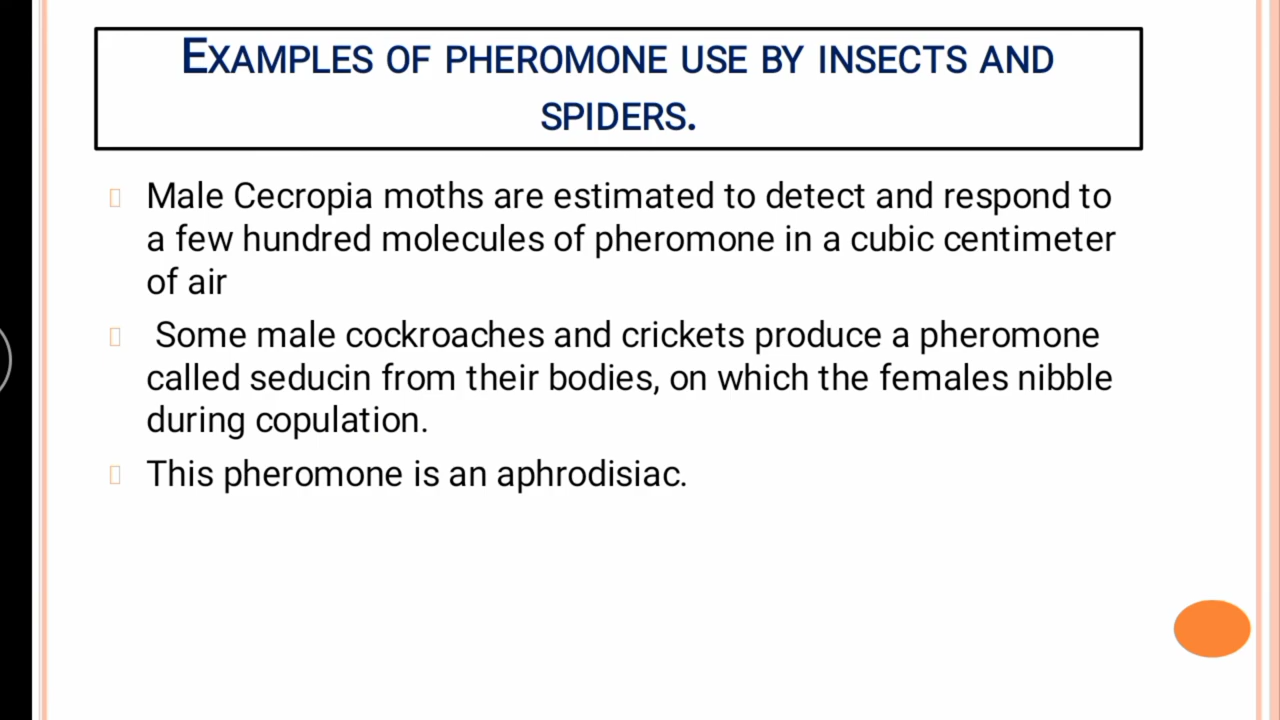 EXAMPLES OF PHEROMONE USE BY INSECTS AND
SPIDERS.
Male Cecropia moths are estimated to detect and respond to
a few hundred molecules of pheromone in a cubic centimeter
of air
Some male cockroaches and crickets produce a pheromone
called seducin from their bodies, on which the females nibble
during copulation.
This pheromone is an aphrodisiac.